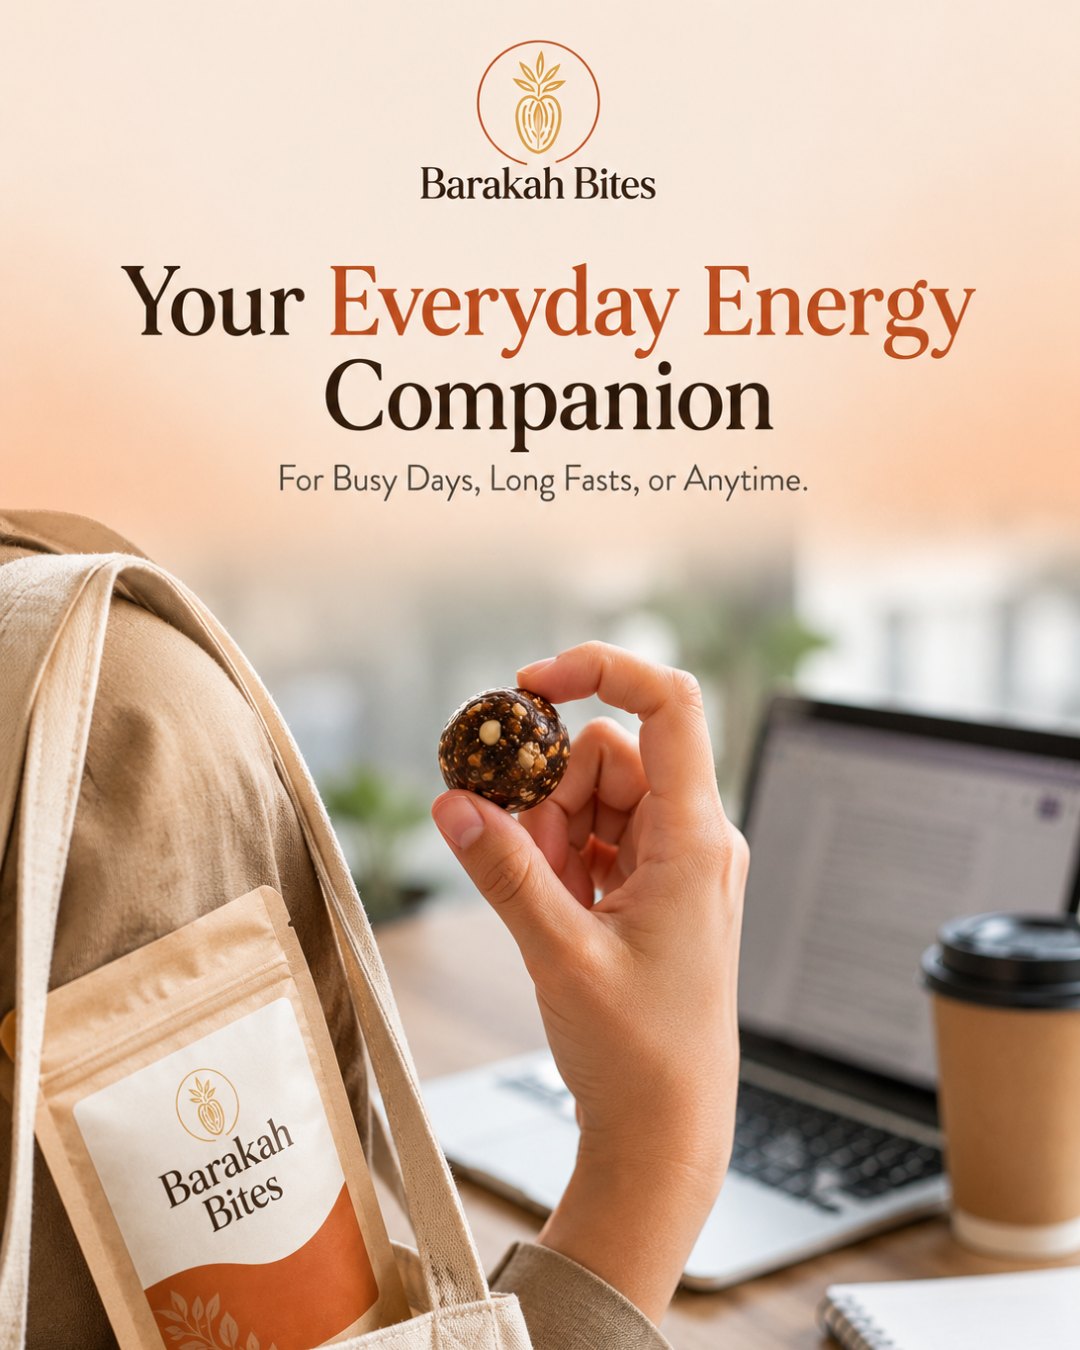 Barakah Bites
Your Everyday Energy
Companion
For Busy Days, Long Fasts, or Anytime.
Barakah
Bites